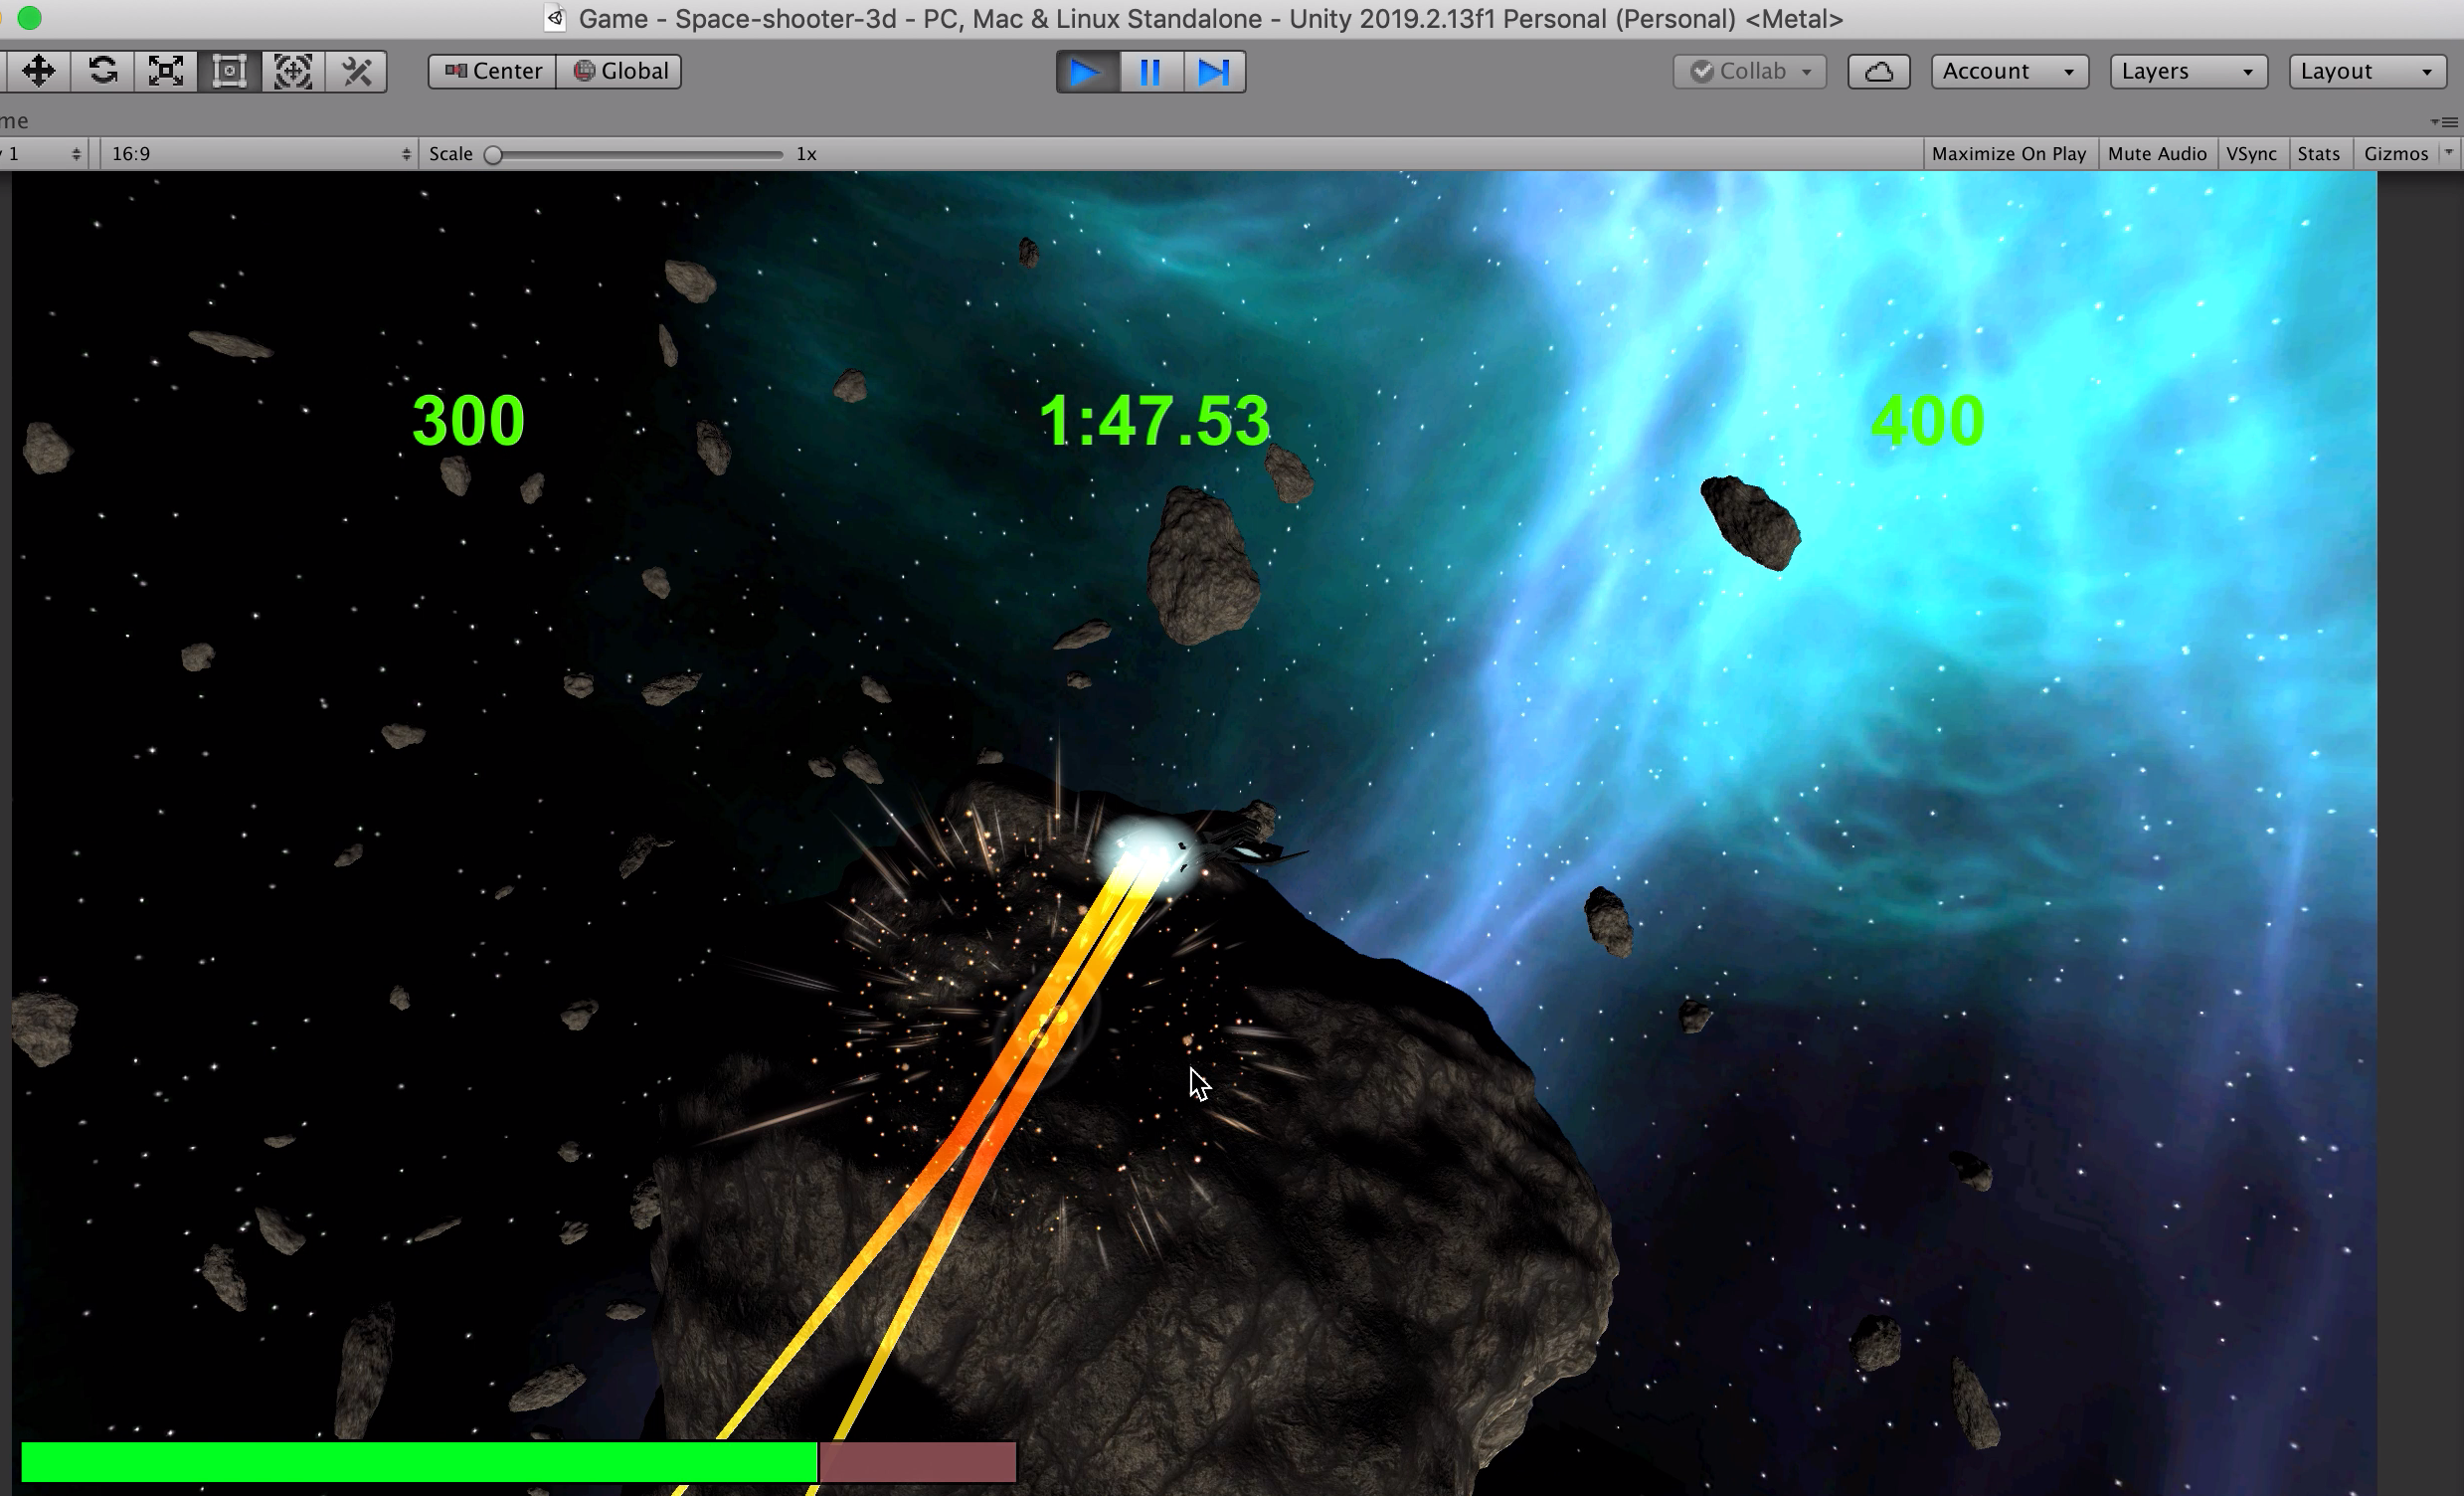 Game - Space-shooter-3d - PC, Mac & Linux Standalone - Unity 2019.2.13f1 Personal (Personal) <Metal>
Center Global Collab Account Layers Layout
me
1 16:9 Scale 1x Maximize On Play Mute Audio VSync Stats Gizmos
300 1:47.53 400